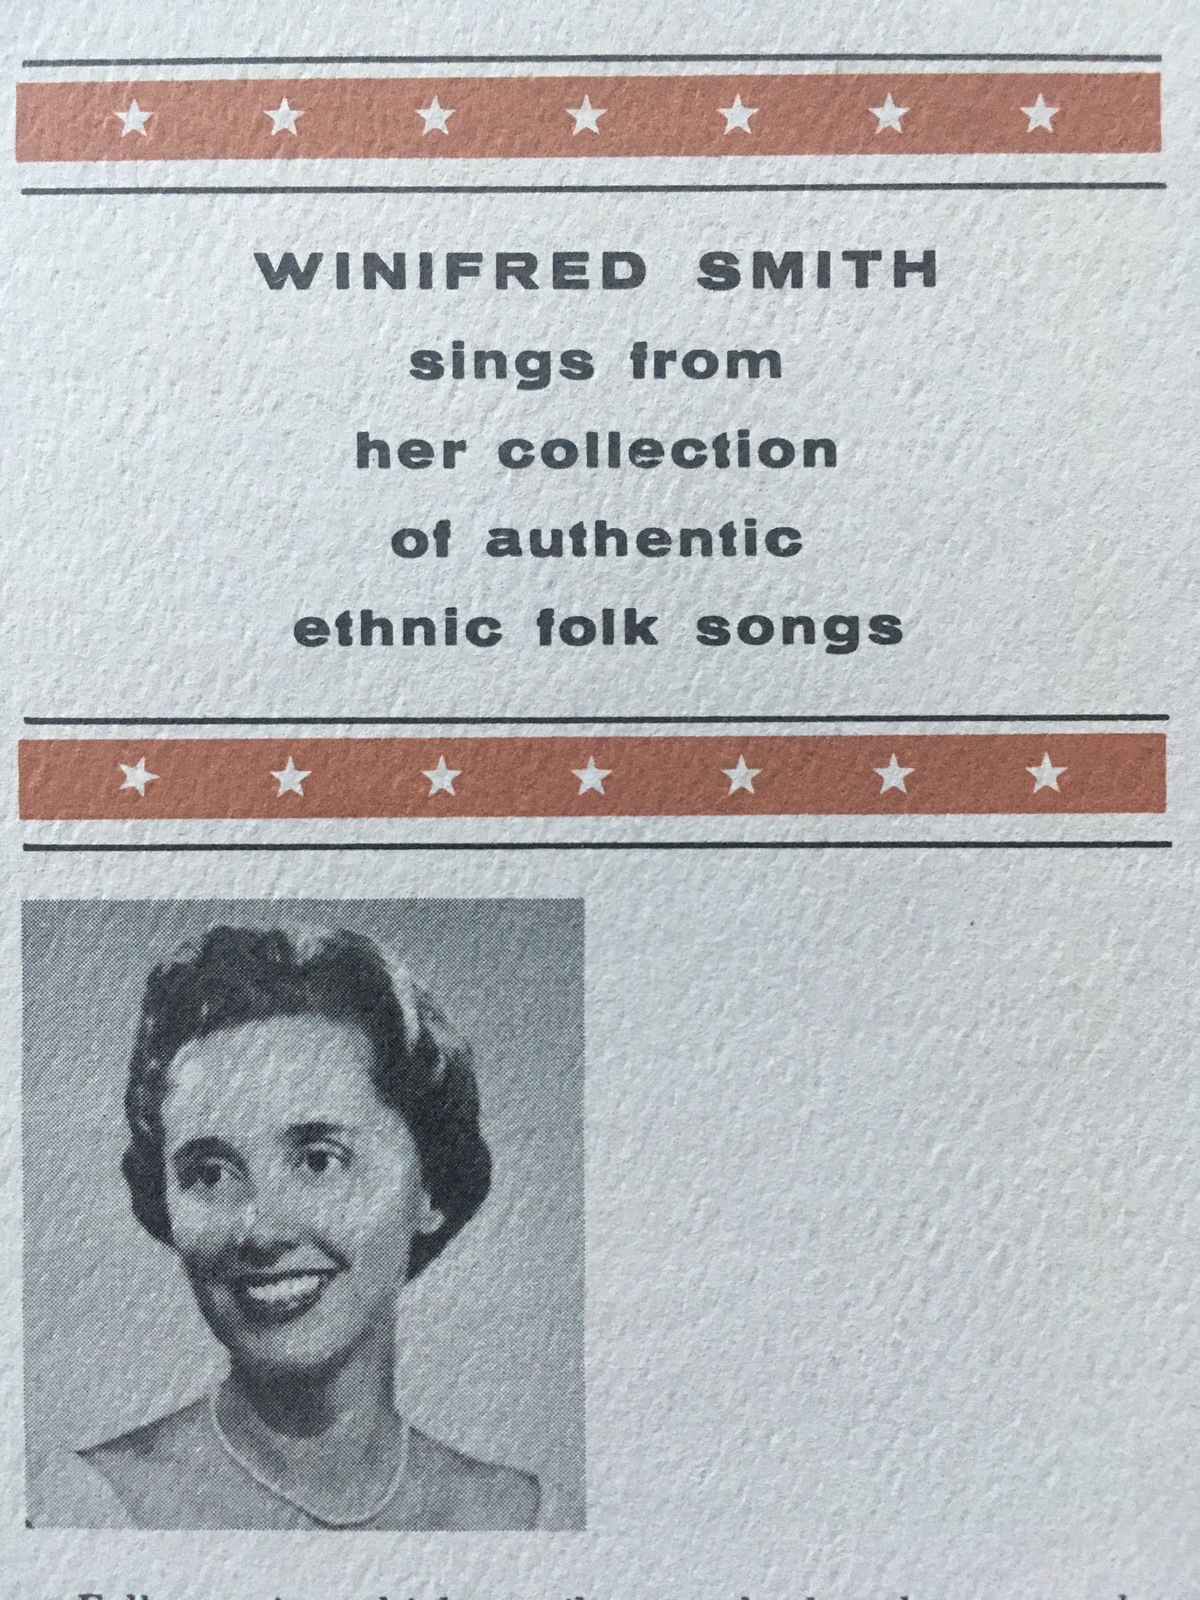 WINIFRED SMITH
sings from
her collection
of authentic
ethnic folk songs